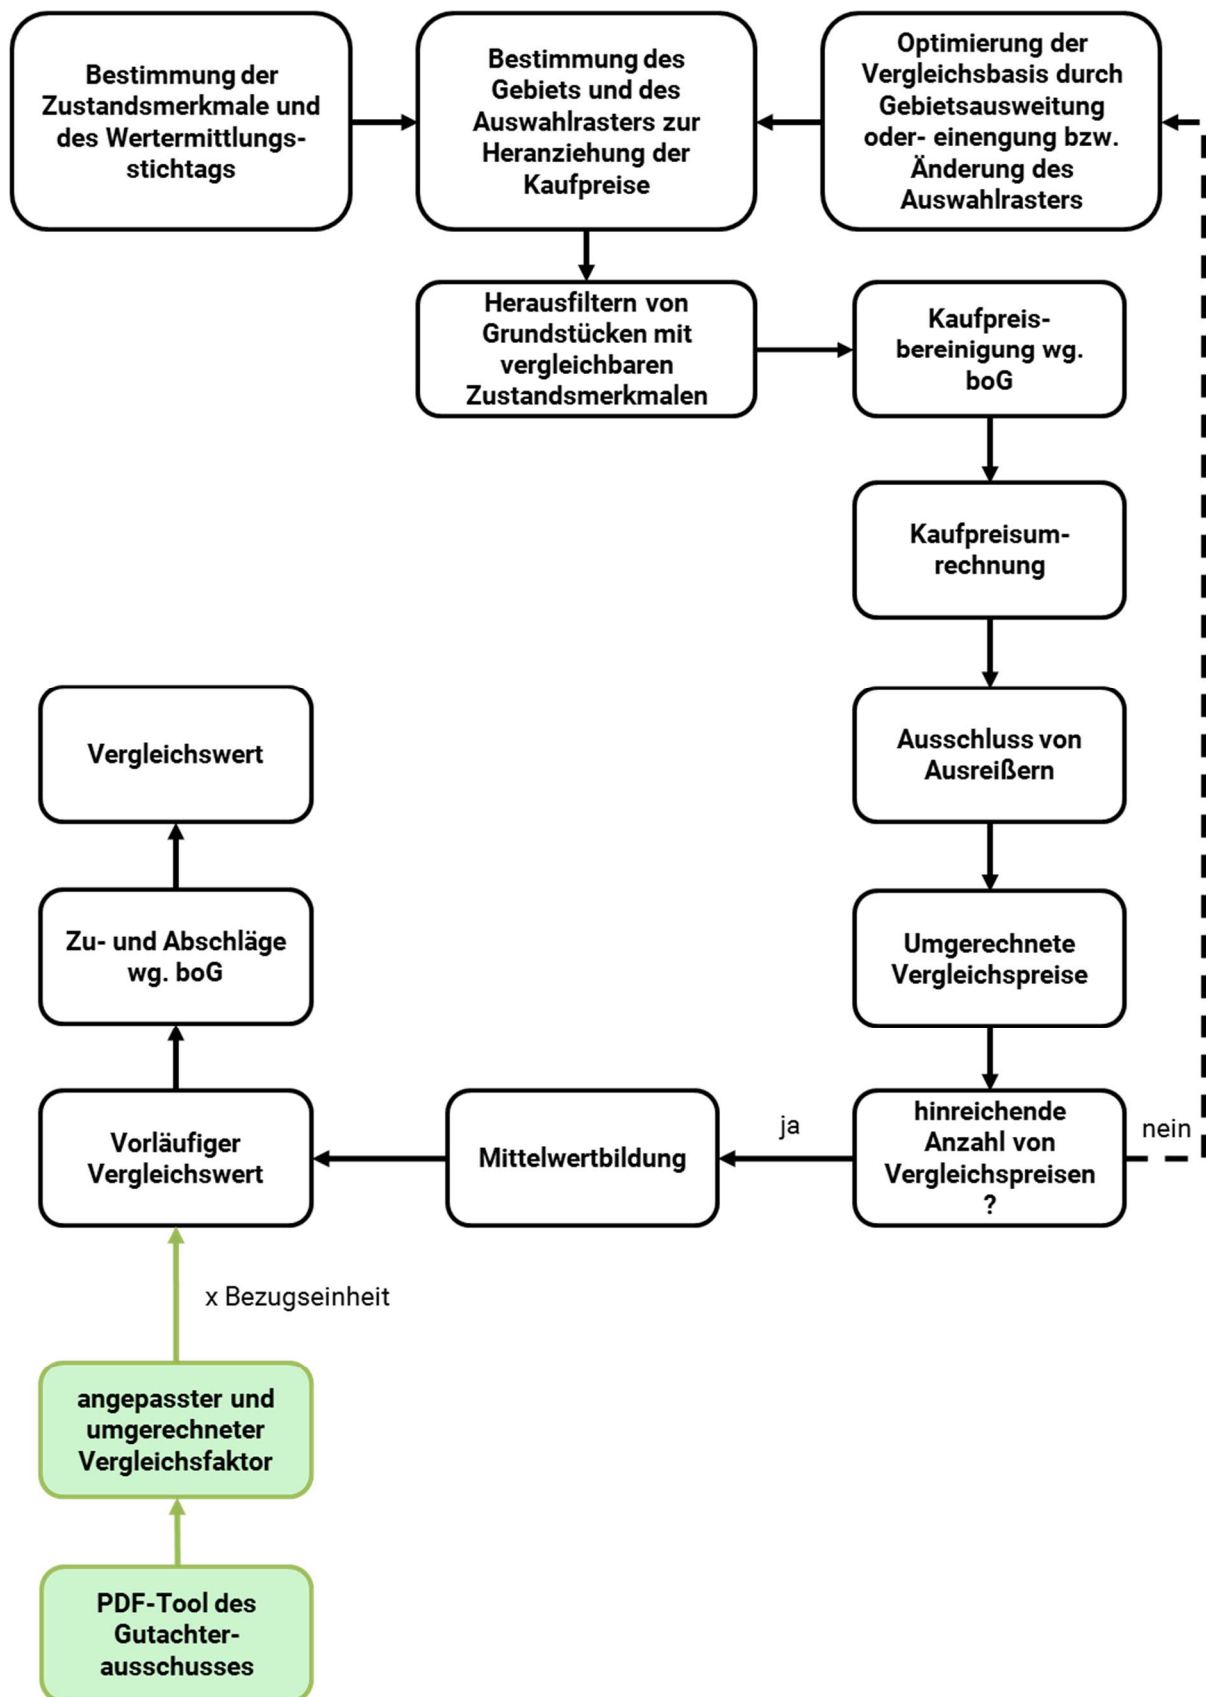 Bestimmung der
Zustandsmerkmale und
des Wertermittlungs-
stichtags
Bestimmung des
Gebiets und des
Auswahlrasters zur
Heranziehung der
Kaufpreise
Optimierung der
Vergleichsbasis durch
Gebietsausweitung
oder- einengung bzw.
Änderung des
Auswahlrasters
Herausfiltern von
Grundstücken mit
vergleichbaren
Zustandsmerkmalen
Kaufpreis-
bereinigung wg.
boG
Kaufpreisum-
rechnung
Ausschluss von
Ausreißern
Umgerechnete
Vergleichspreise
hinreichende
Anzahl von
Vergleichspreisen
?
nein
ja
Mittelwertbildung
Vorläufiger
Vergleichswert
Zu- und Abschläge
wg. boG
Vergleichswert
x Bezugseinheit
angepasster und
umgerechneter
Vergleichsfaktor
PDF-Tool des
Gutachter-
ausschusses